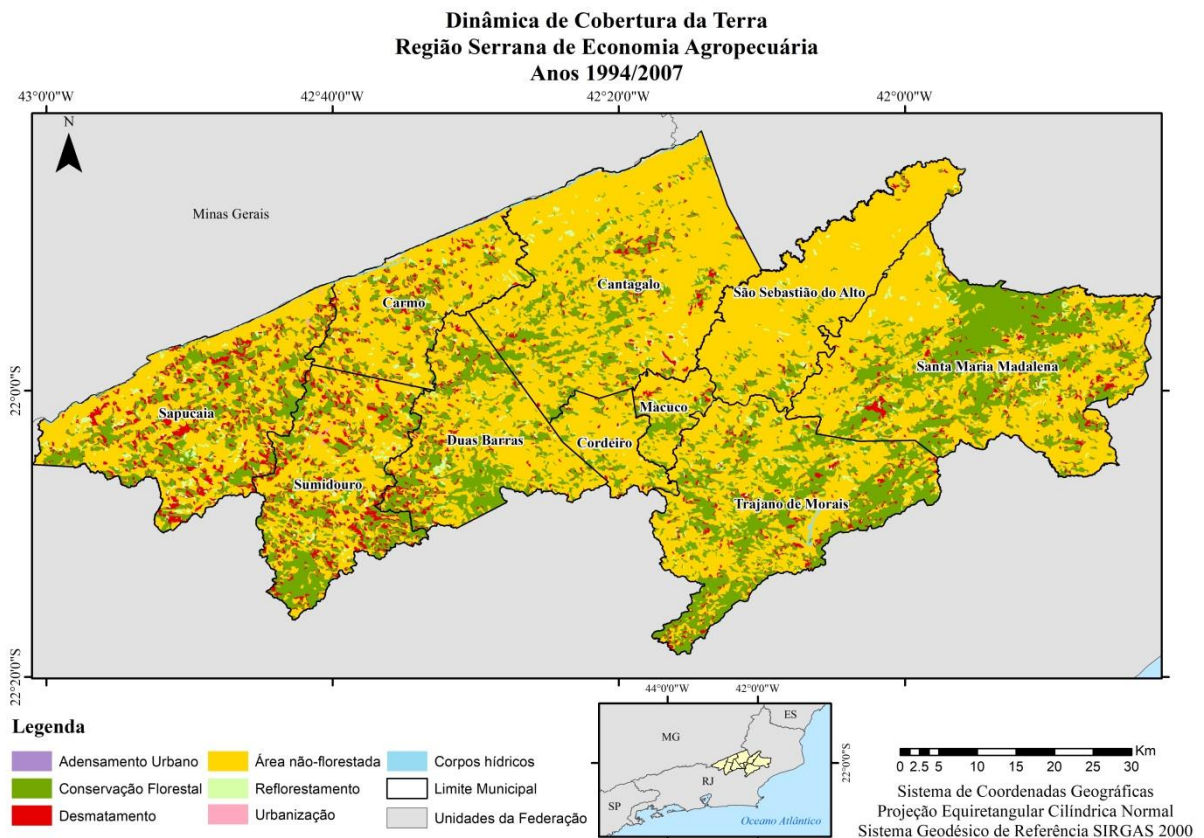 Dinâmica de Cobertura da Terra
Região Serrana de Economia Agropecuária
Anos 1994/2007
43°0'0"W
42°40'0"W
42°20'0"W
42°0'0"W
N
Minas Gerais
Carmo
Cantagalo
São Sebastião do Alto
Santa Maria Madalena
22°0'0"S
Sapucaia
Macuco
Duas Barras
Cordeiro
Sumidouro
Trajano de Morais
22°20'0"S
44°0'0"W
42°0'0"W
Legenda
Adensamento Urbano
Conservação Florestal
Desmatamento
Área não-florestada
Reflorestamento
Urbanização
Corpos hídricos
Limite Municipal
Unidades da Federação
ES
MG
RJ
SP
Oceano Atlântico
22°0'0"S
Km
0 2.5 5 10 15 20 25 30
Sistema de Coordenadas Geográficas
Projeção Equiretangular Cilíndrica Normal
Sistema Geodésico de Referência SIRGAS 2000